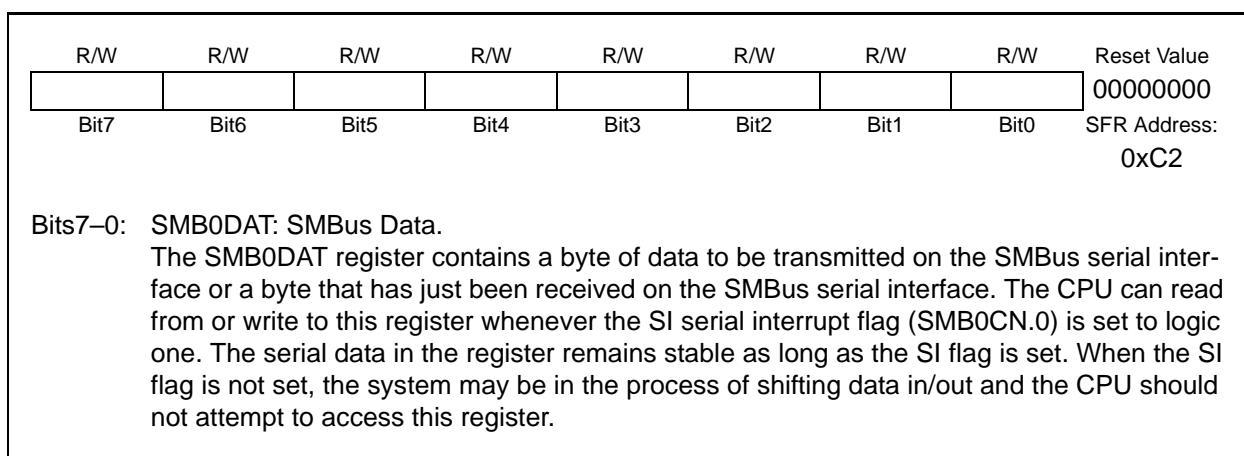 R/W R/W R/W R/W R/W R/W R/W R/W Reset Value
00000000
Bit7 Bit6 Bit5 Bit4 Bit3 Bit2 Bit1 Bit0 SFR Address:
0xC2
Bits7–0: SMB0DAT: SMBus Data.
The SMB0DAT register contains a byte of data to be transmitted on the SMBus serial inter-
face or a byte that has just been received on the SMBus serial interface. The CPU can read
from or write to this register whenever the SI serial interrupt flag (SMB0CN.0) is set to logic
one. The serial data in the register remains stable as long as the SI flag is set. When the SI
flag is not set, the system may be in the process of shifting data in/out and the CPU should
not attempt to access this register.